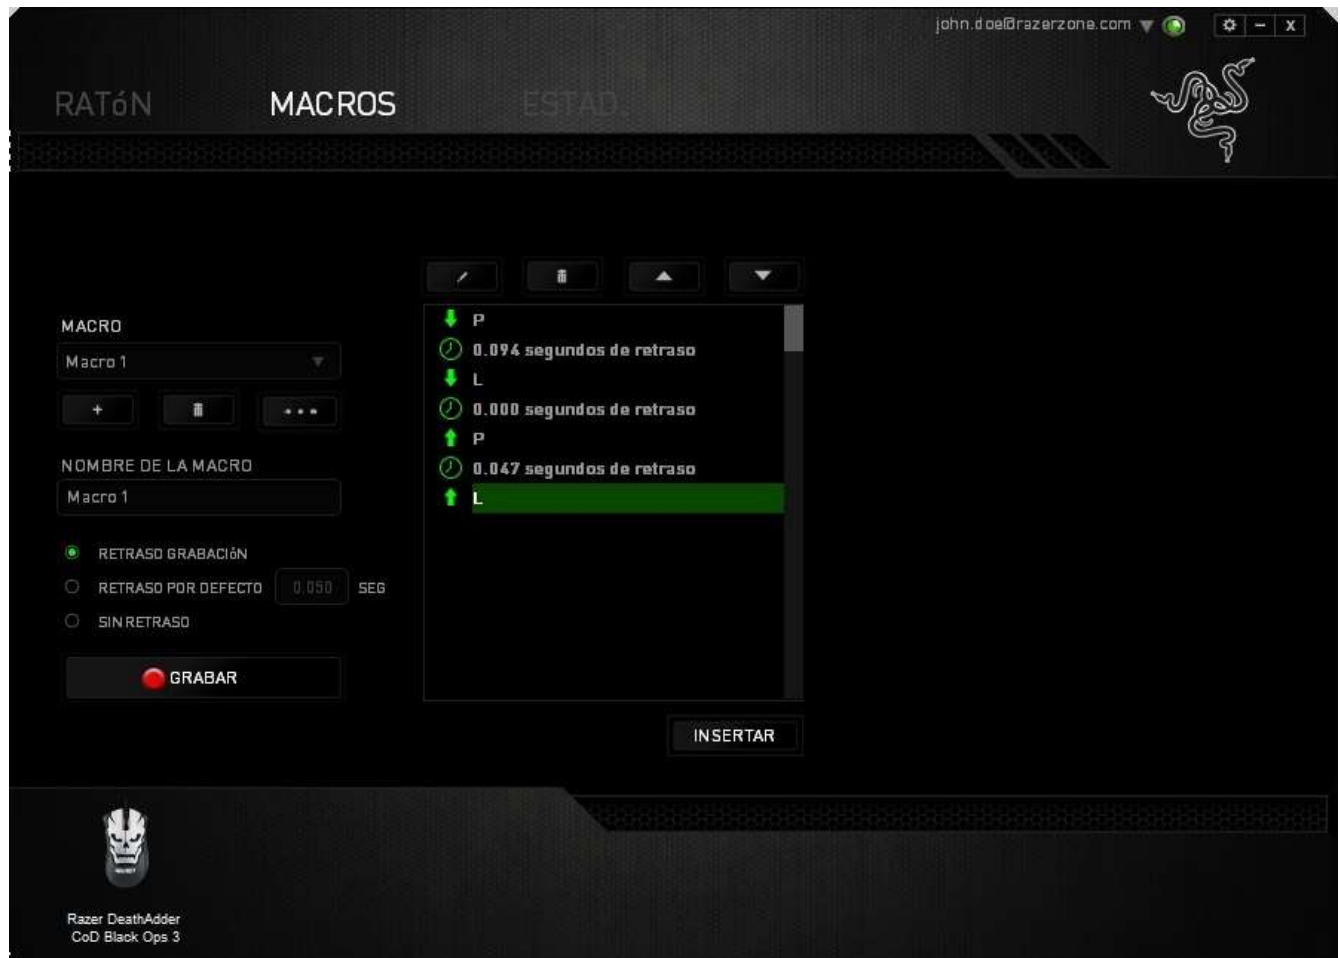 john.doe@razerzone.com
RATóN MACROS ESTAD.
MACRO
Macro 1
NOMBRE DE LA MACRO
Macro 1
RETRASO GRABACIóN
RETRASO POR DEFECTO 0.050 SEG
SIN RETRASO
GRABAR
P
0.094 segundos de retraso
L
0.000 segundos de retraso
P
0.047 segundos de retraso
L
INSERTAR
Razer DeathAdder
CoD Black Ops 3